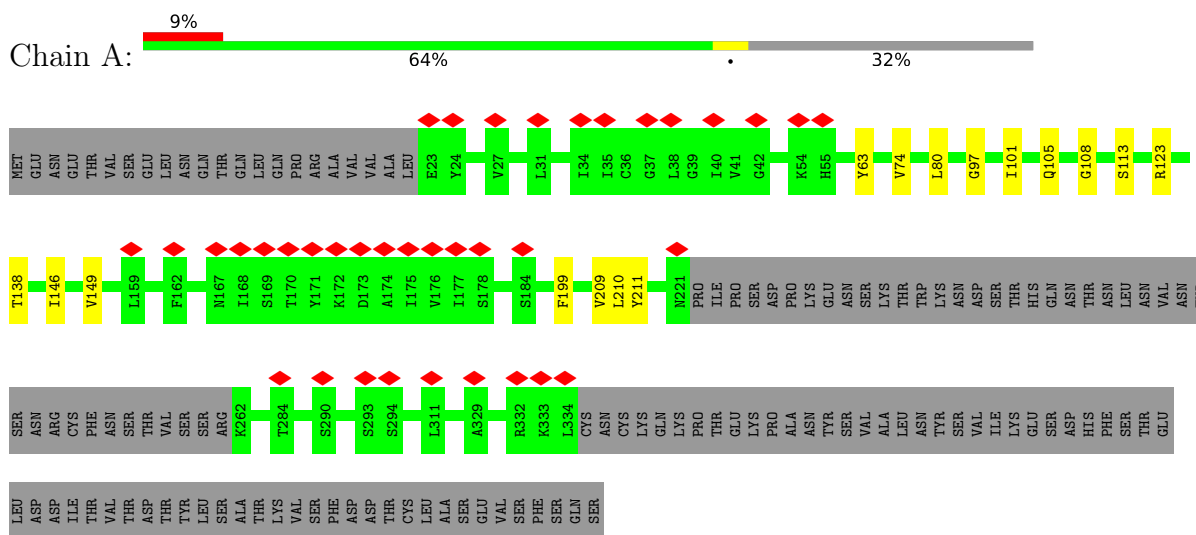 9%
Chain A:
64%
•
32%
MET GLU ASN GLU THR VAL SER GLU LEU ASN GLN THR GLN LEU GLN PRO ARG ALA VAL VAL ALA LEU E23 Y24 V27 L31 I34 I35 C36 G37 L38 G39 I40 V41 G42 K54 H55 Y63 V74 L80 G97 I101 Q105 G108 S113 R123
T138 I146 V149 L159 F162 N167 I168 S169 T170 Y171 K172 D173 A174 I175 V176 I177 S178 S184 F199 V209 L210 Y211 N221 PRO ILE PRO SER ASP PRO LYS GLU ASN SER LYS THR TRP LYS ASN ASP SER THR HIS GLN ASN THR ASN LEU ASN VAL ASN
SER ASN ARG CYS PHE ASN SER THR VAL SER SER ARG K262 T284 S290 S293 S294 L311 A329 R332 K333 L334 CYS ASN CYS LYS GLN LYS PRO THR GLU LYS PRO ALA ASN TYR SER VAL ALA LEU ASN TYR SER VAL ILE LYS GLU SER ASP HIS PHE SER THR GLU
LEU ASP ASP ILE THR VAL THR ASP THR TYR LEU SER ALA THR LYS VAL SER PHE ASP ASP THR CYS LEU ALA SER GLU VAL SER PHE SER GLN SER